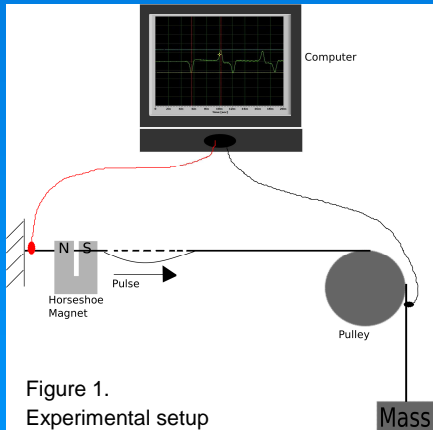 Computer
N S
Horseshoe
Magnet
Pulse
Pulley
Figure 1.
Experimental setup
Mass